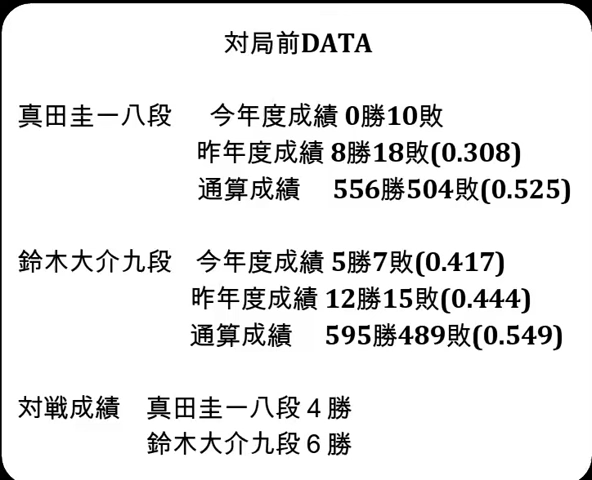 対局前DATA
真田圭一八段 今年度成績 0勝10敗
昨年度成績 8勝18敗(0.308)
通算成績 556勝504敗(0.525)
鈴木大介九段 今年度成績 5勝7敗(0.417)
昨年度成績 12勝15敗(0.444)
通算成績 595勝489敗(0.549)
対戦成績 真田圭一八段4勝
鈴木大介九段6勝